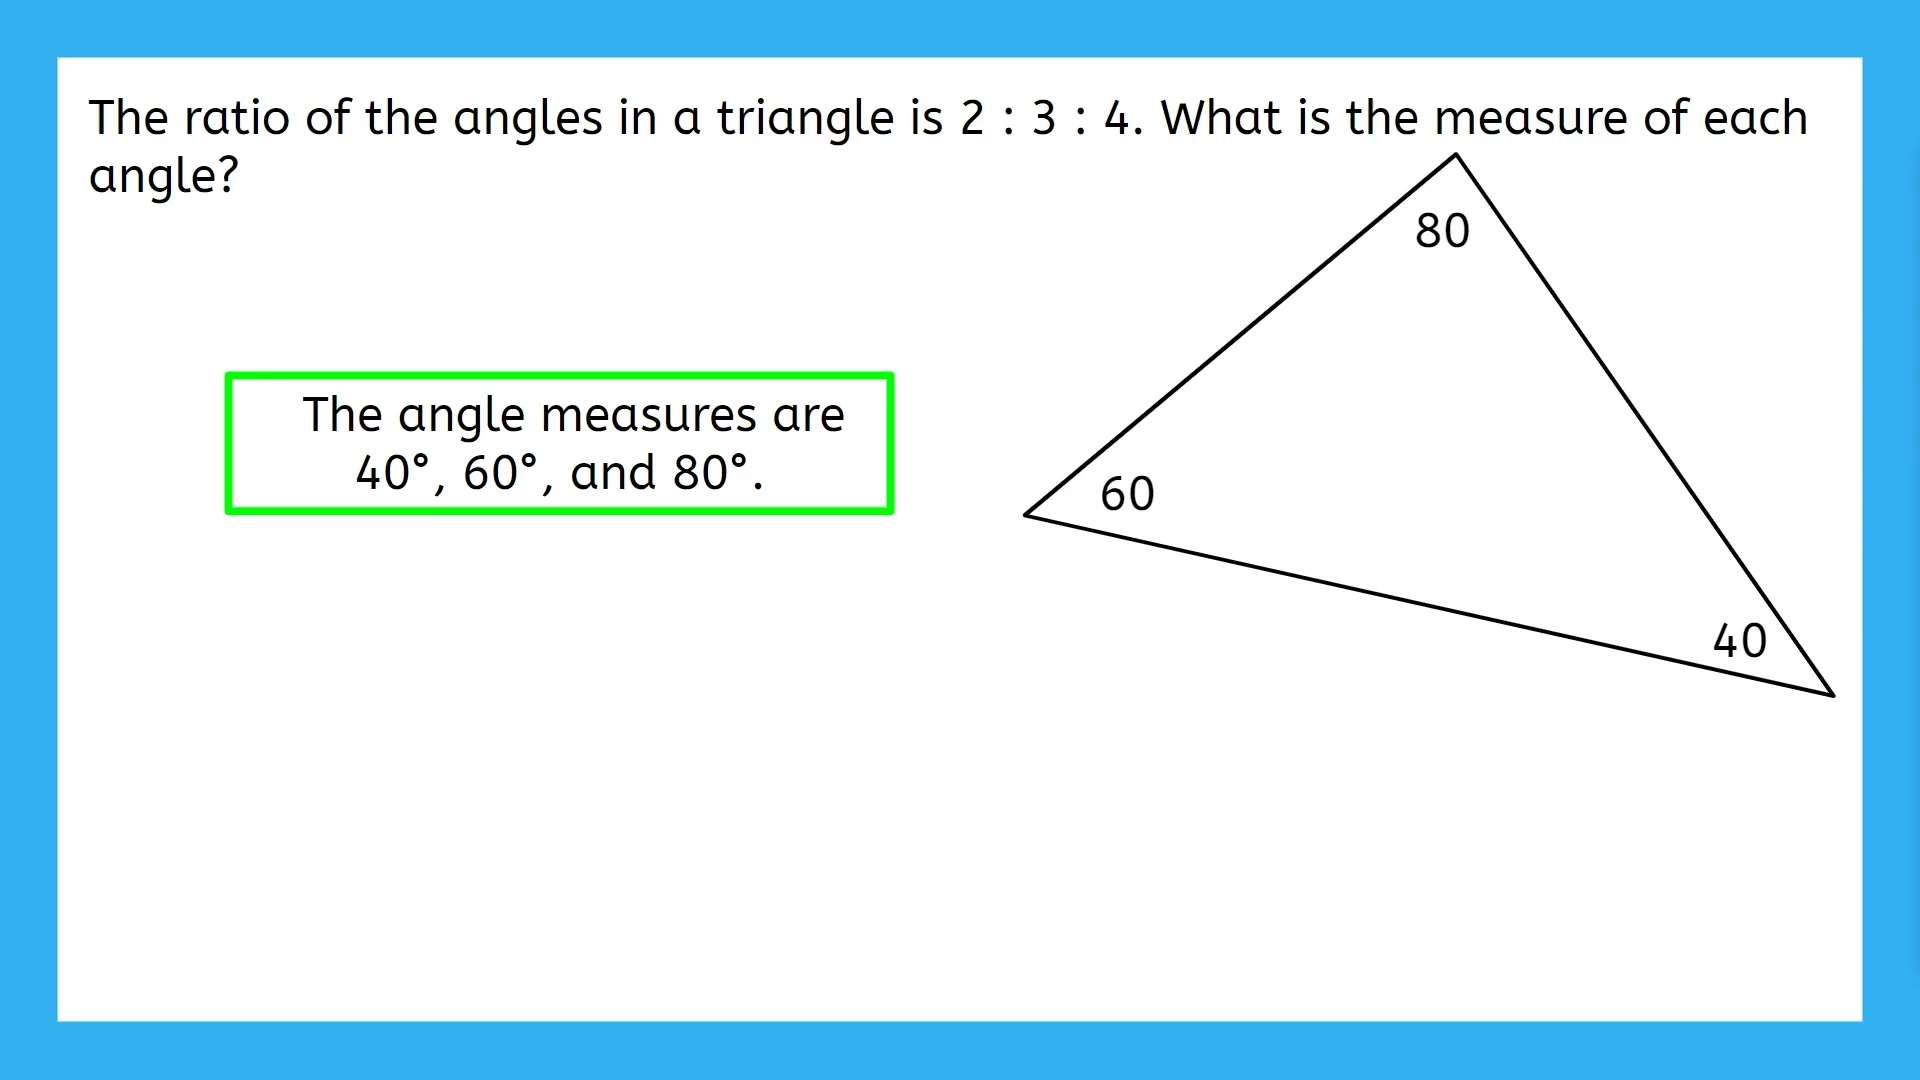 The ratio of the angles in a triangle is 2 : 3 : 4. What is the measure of each
angle?
80
The angle measures are
40°, 60°, and 80°.
60
40